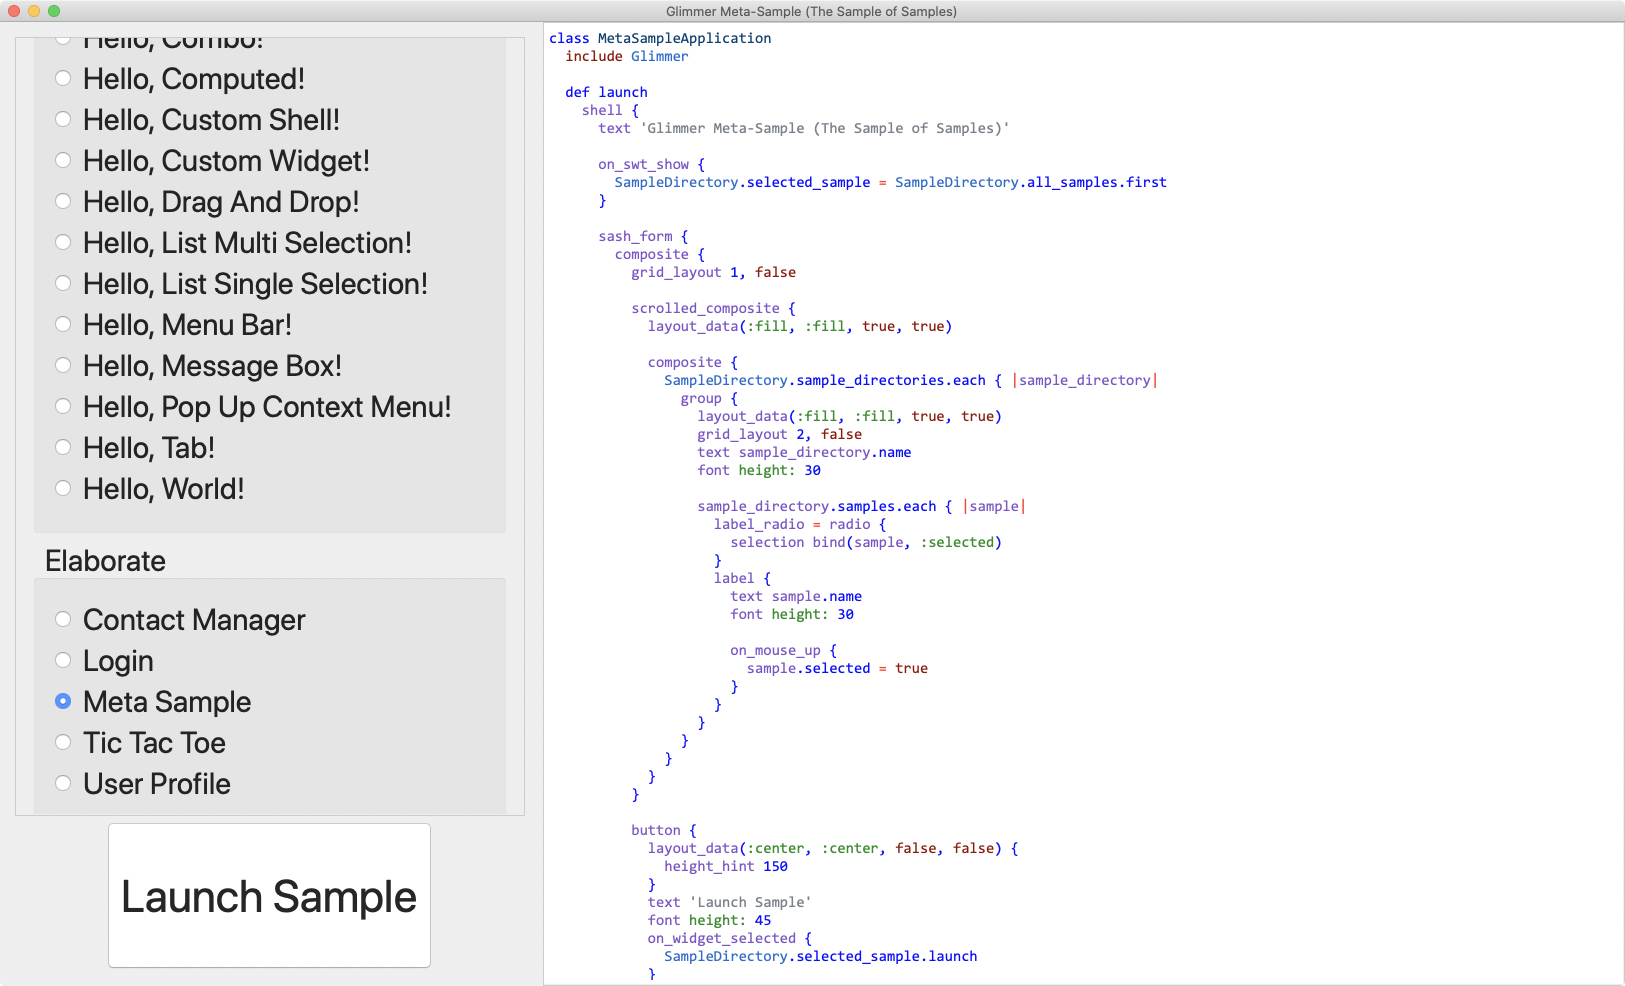 Glimmer Meta-Sample (The Sample of Samples)
Hello, Combo!
Hello, Computed!
Hello, Custom Shell!
Hello, Custom Widget!
Hello, Drag And Drop!
Hello, List Multi Selection!
Hello, List Single Selection!
Hello, Menu Bar!
Hello, Message Box!
Hello, Pop Up Context Menu!
Hello, Tab!
Hello, World!
Elaborate
Contact Manager
Login
Meta Sample
Tic Tac Toe
User Profile
Launch Sample
class MetaSampleApplication
  include Glimmer

  def launch
    shell {
      text 'Glimmer Meta-Sample (The Sample of Samples)'

      on_swt_show {
        SampleDirectory.selected_sample = SampleDirectory.all_samples.first
      }

      sash_form {
        composite {
          grid_layout 1, false

          scrolled_composite {
            layout_data(:fill, :fill, true, true)

            composite {
              SampleDirectory.sample_directories.each { |sample_directory|
                group {
                  layout_data(:fill, :fill, true, true)
                  grid_layout 2, false
                  text sample_directory.name
                  font height: 30

                  sample_directory.samples.each { |sample|
                    label_radio = radio {
                      selection bind(sample, :selected)
                    }
                    label {
                      text sample.name
                      font height: 30

                      on_mouse_up {
                        sample.selected = true
                      }
                    }
                  }
                }
              }
            }
          }

          button {
            layout_data(:center, :center, false, false) {
              height_hint 150
            }
            text 'Launch Sample'
            font height: 45
            on_widget_selected {
              SampleDirectory.selected_sample.launch
            }